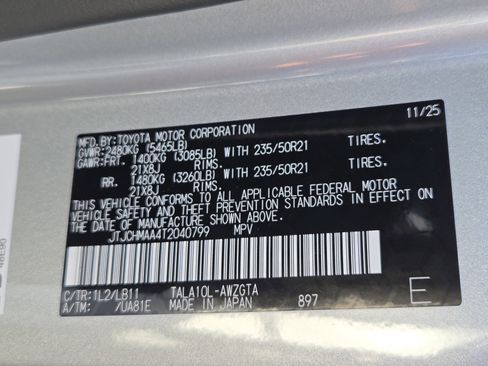 11/25
MFD.BY:TOYOTA MOTOR CORPORATION
GVWR:2480KG (5465LB)
GAWR:FRT. 1400KG (3085LB) WITH 235/50R21 TIRES.
21X8J RIMS.
RR. 1480KG (3260LB) WITH 235/50R21 TIRES.
21X8J RIMS.
THIS VEHICLE CONFORMS TO ALL APPLICABLE FEDERAL MOTOR
VEHICLE SAFETY AND THEFT PREVENTION STANDARDS IN EFFECT ON
THE DATE OF MANUFACTURE SHOWN ABOVE.
JTJCHMAA4T2040799 MPV
C/TR:1L2/LB11 TALA10L-AWZGTA
A/TM: /UA81E MADE IN JAPAN 897 E